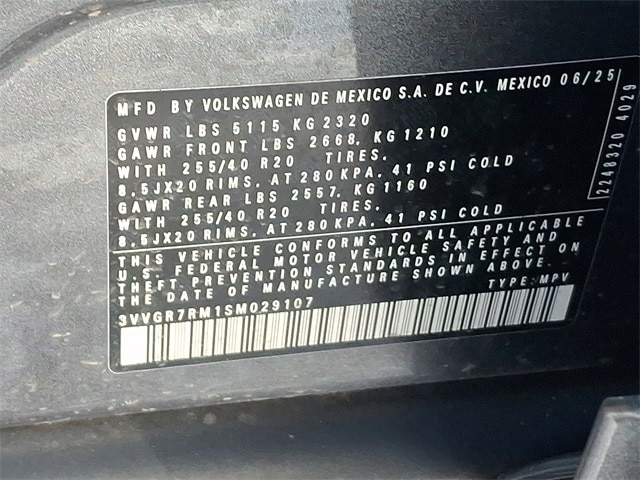 MFD BY VOLKSWAGEN DE MEXICO S.A. DE C.V. MEXICO 06/25
GVWR LBS 5115 KG 2320
GAWR FRONT LBS 2668, KG 1210
WITH 255/40 R20 TIRES,
8,5JX20 RIMS, AT 280 KPA, 41 PSI COLD
GAWR REAR LBS 2557, KG 1160
WITH 255/40 R20 TIRES,
8,5JX20 RIMS, AT 280 KPA, 41 PSI COLD
THIS VEHICLE CONFORMS TO ALL APPLICABLE
U.S. FEDERAL MOTOR VEHICLE SAFETY AND
THEFT PREVENTION STANDARDS IN EFFECT ON
THE DATE OF MANUFACTURE SHOWN ABOVE.
3VVGR7RM1SM029107 TYPE: MPV
2248320 4029